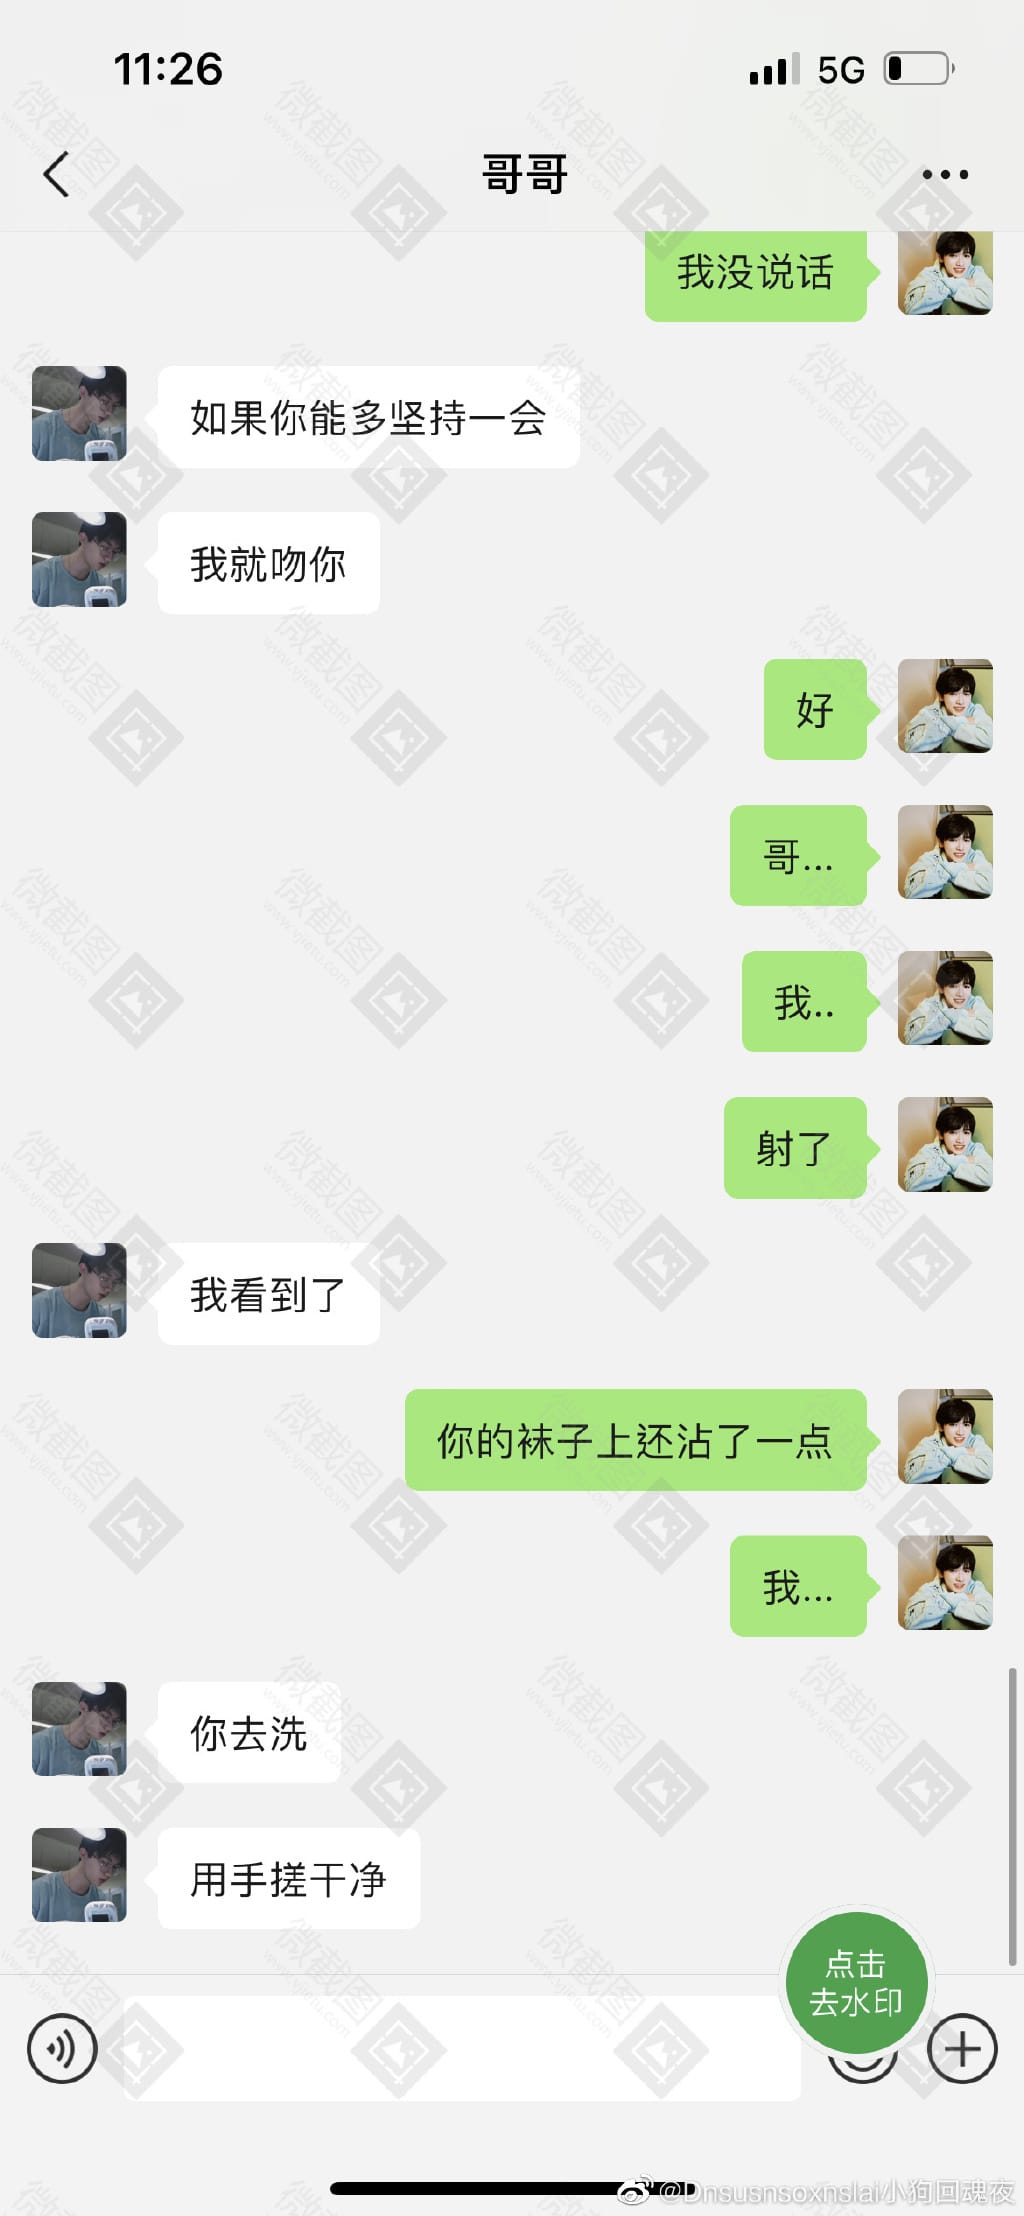 11:26
5G
哥哥
我没说话
如果你能多坚持一会
我就吻你
好
哥...
我..
射了
我看到了
你的袜子上还沾了一点
我...
你去洗
用手搓干净
点击
去水印
@Dnsusnsoxnslai小狗回魂夜
微截图
www.vjietu.com